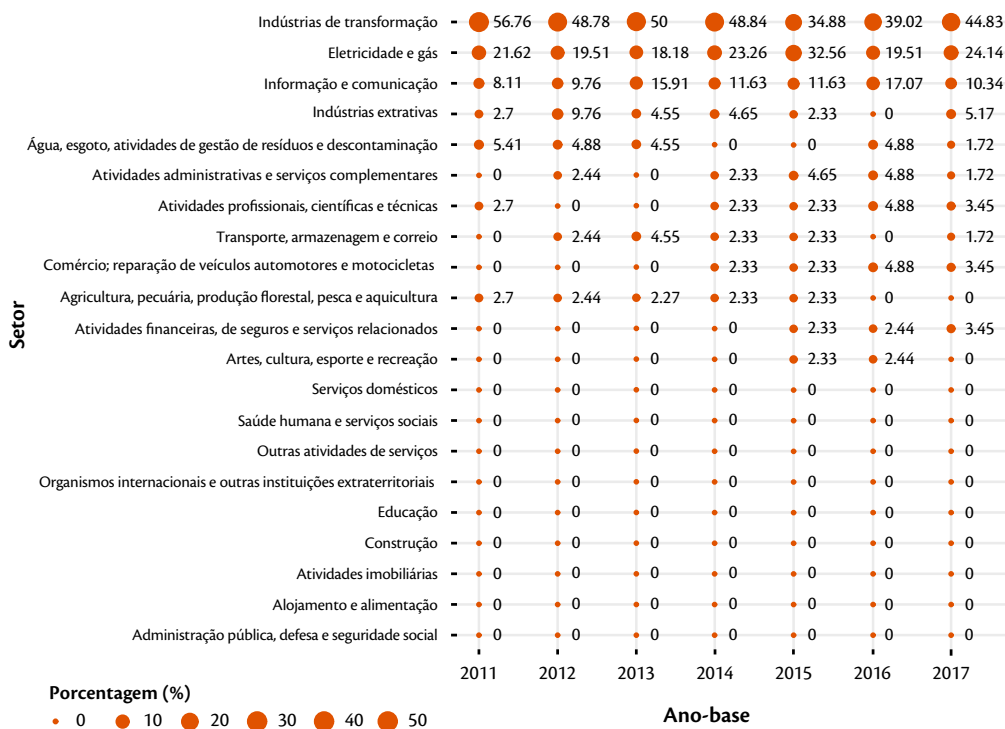 Indústrias de transformação 56.76 48.78 50 48.84 34.88 39.02 44.83
Eletricidade e gás 21.62 19.51 18.18 23.26 32.56 19.51 24.14
Informação e comunicação 8.11 9.76 15.91 11.63 11.63 17.07 10.34
Indústrias extrativas 2.7 9.76 4.55 4.65 2.33 0 5.17
Água, esgoto, atividades de gestão de resíduos e descontaminação 5.41 4.88 4.55 0 0 4.88 1.72
Atividades administrativas e serviços complementares 0 2.44 0 2.33 4.65 4.88 1.72
Atividades profissionais, científicas e técnicas 2.7 0 0 2.33 2.33 4.88 3.45
Transporte, armazenagem e correio 0 2.44 4.55 2.33 2.33 0 1.72
Comércio; reparação de veículos automotores e motocicletas 0 0 0 2.33 2.33 4.88 3.45
Agricultura, pecuária, produção florestal, pesca e aquicultura 2.7 2.44 2.27 2.33 2.33 0 0
Atividades financeiras, de seguros e serviços relacionados 0 0 0 0 2.33 2.44 3.45
Artes, cultura, esporte e recreação 0 0 0 0 2.33 2.44 0
Serviços domésticos 0 0 0 0 0 0 0
Saúde humana e serviços sociais 0 0 0 0 0 0 0
Outras atividades de serviços 0 0 0 0 0 0 0
Organismos internacionais e outras instituições extraterritoriais 0 0 0 0 0 0 0
Educação 0 0 0 0 0 0 0
Construção 0 0 0 0 0 0 0
Atividades imobiliárias 0 0 0 0 0 0 0
Alojamento e alimentação 0 0 0 0 0 0 0
Administração pública, defesa e seguridade social 0 0 0 0 0 0 0
Setor
2011 2012 2013 2014 2015 2016 2017
Ano-base
Porcentagem (%)
0 10 20 30 40 50